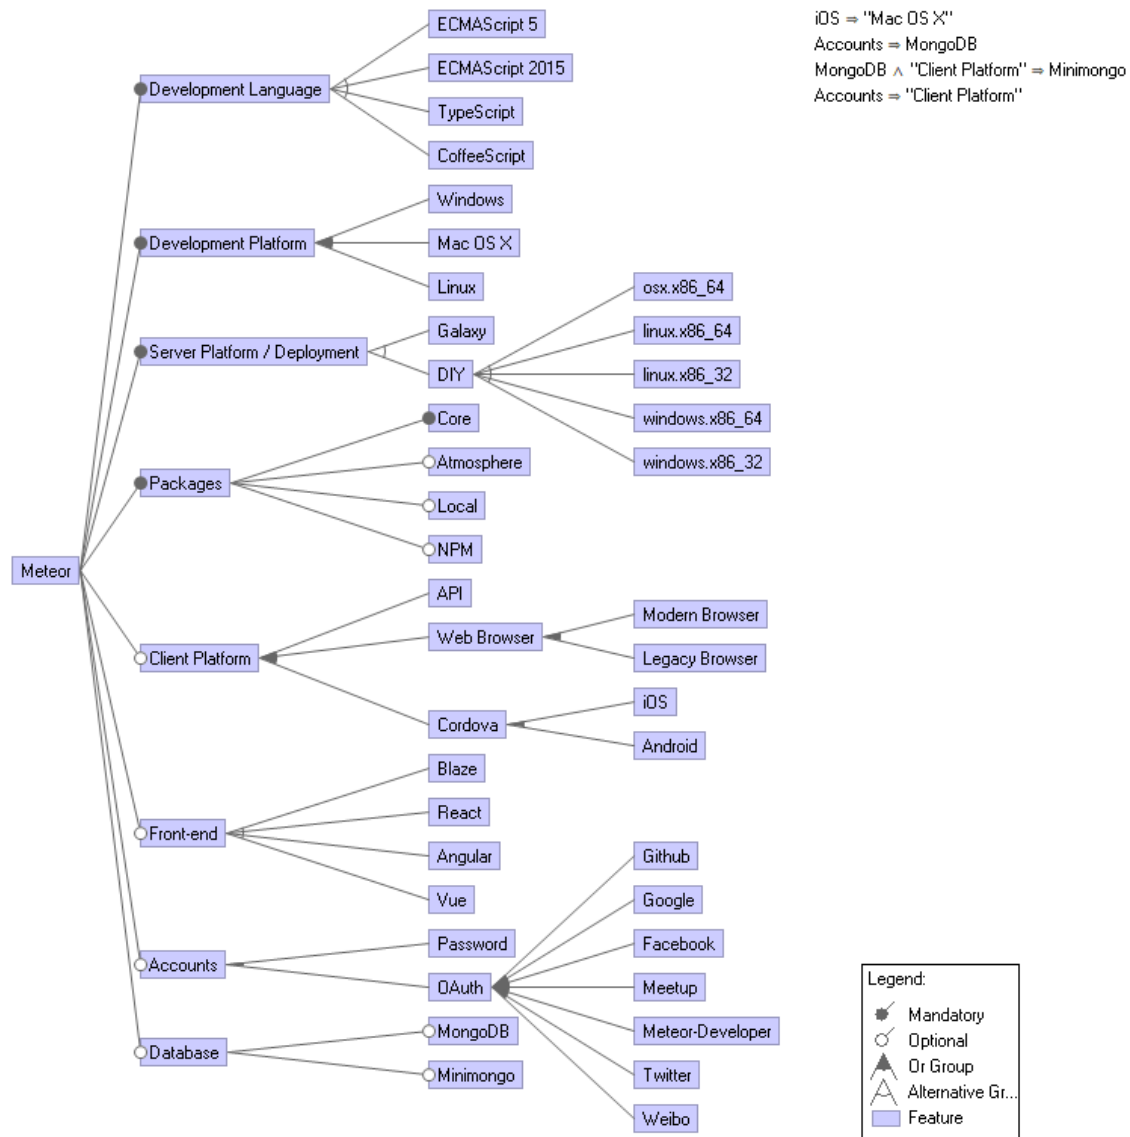 iOS ⇒ "Mac OS X"
Accounts ⇒ MongoDB
MongoDB ∧ "Client Platform" ⇒ Minimongo
Accounts ⇒ "Client Platform"
Meteor
Development Language
ECMAScript 5
ECMAScript 2015
TypeScript
CoffeeScript
Development Platform
Windows
Mac OS X
Linux
Server Platform / Deployment
Galaxy
DIY
osx.x86_64
linux.x86_64
linux.x86_32
windows.x86_64
windows.x86_32
Packages
Core
Atmosphere
Local
NPM
Client Platform
API
Web Browser
Modern Browser
Legacy Browser
Cordova
iOS
Android
Front-end
Blaze
React
Angular
Vue
Accounts
Password
OAuth
Github
Google
Facebook
Meetup
Meteor-Developer
Twitter
Weibo
Database
MongoDB
Minimongo
Legend:
Mandatory
Optional
Or Group
Alternative Gr...
Feature